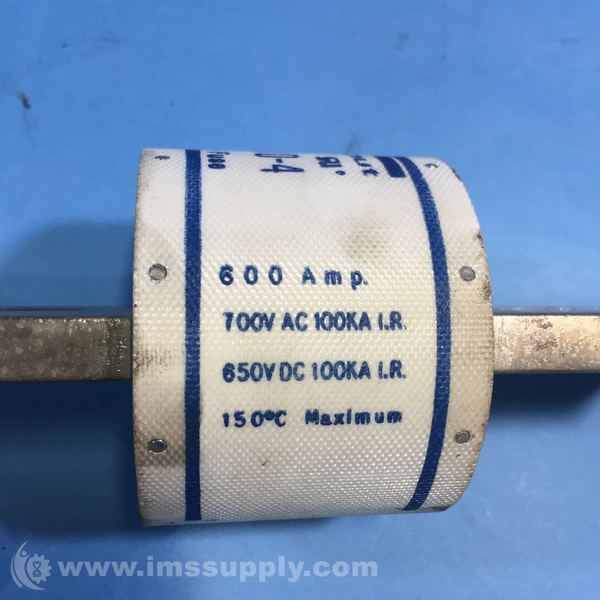 600 Amp.
700V AC 100KA I.R.
650V DC 100KA I.R.
150°C Maximum
www.imssupply.com